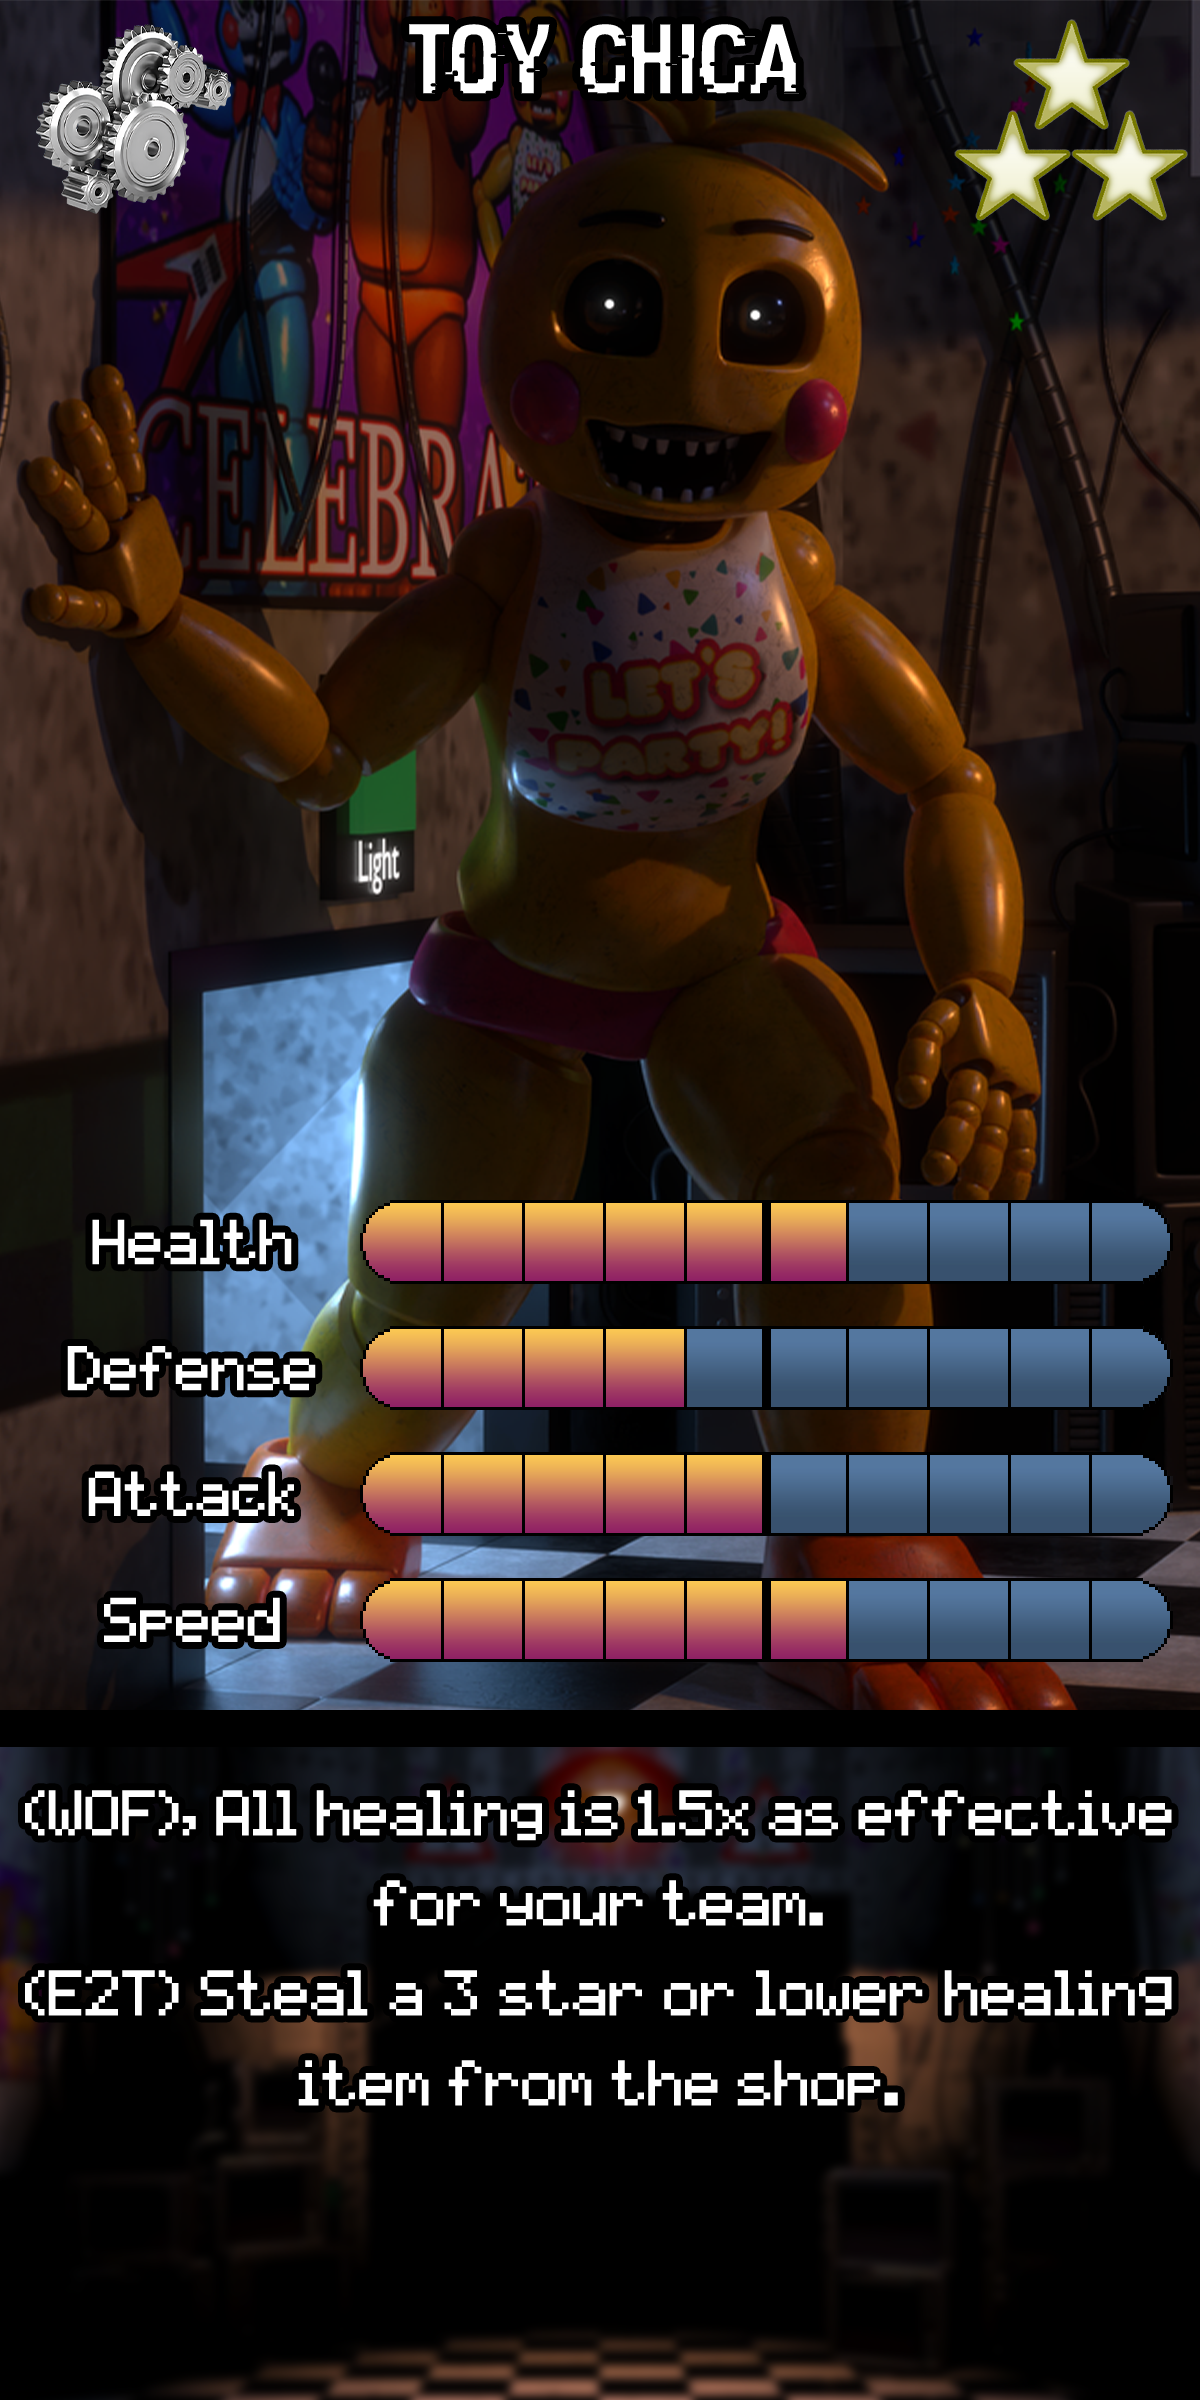 TOY CHICA
CELEBRA
LET'S
PARTY!
Light
Health
Defense
Attack
Speed
(WOF), All healing is 1.5x as effective
for your team.
(E2T) Steal a 3 star or lower healing
item from the shop.